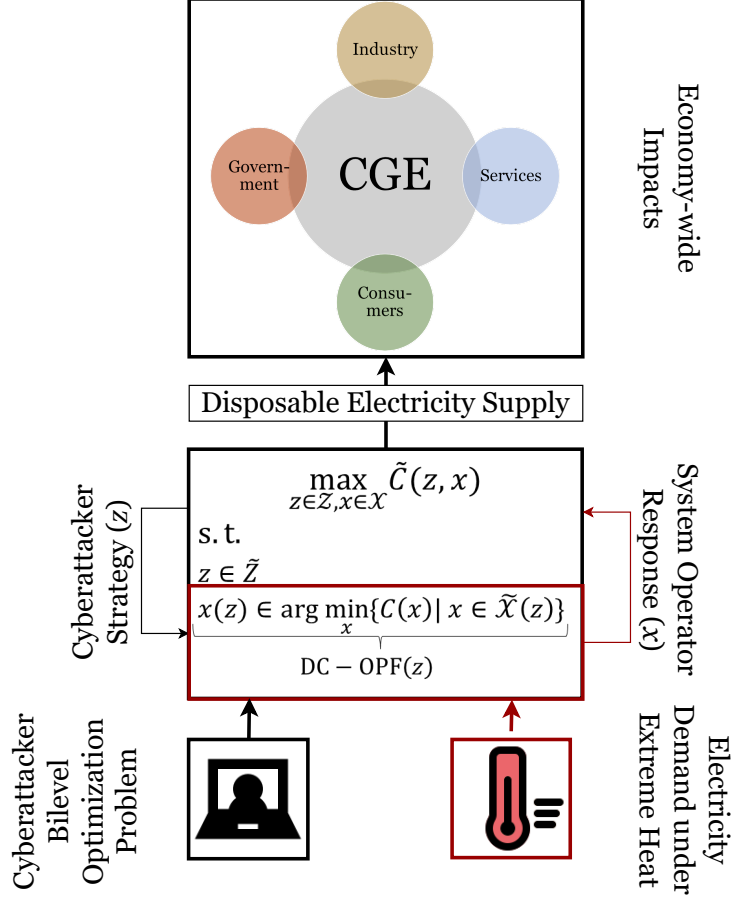 Industry
Govern-
ment
CGE
Services
Consu-
mers
Economy-wide
Impacts
Disposable Electricity Supply
max C̃(z, x)
z∈Z,x∈X
s. t.
z ∈ Z̃
x(z) ∈ arg min{C(x)| x ∈ X̃(z)}
x
DC − OPF(z)
Cyberattacker
Strategy (z)
System Operator
Response (x)
Cyberattacker
Bilevel
Optimization
Problem
Electricity
Demand under
Extreme Heat